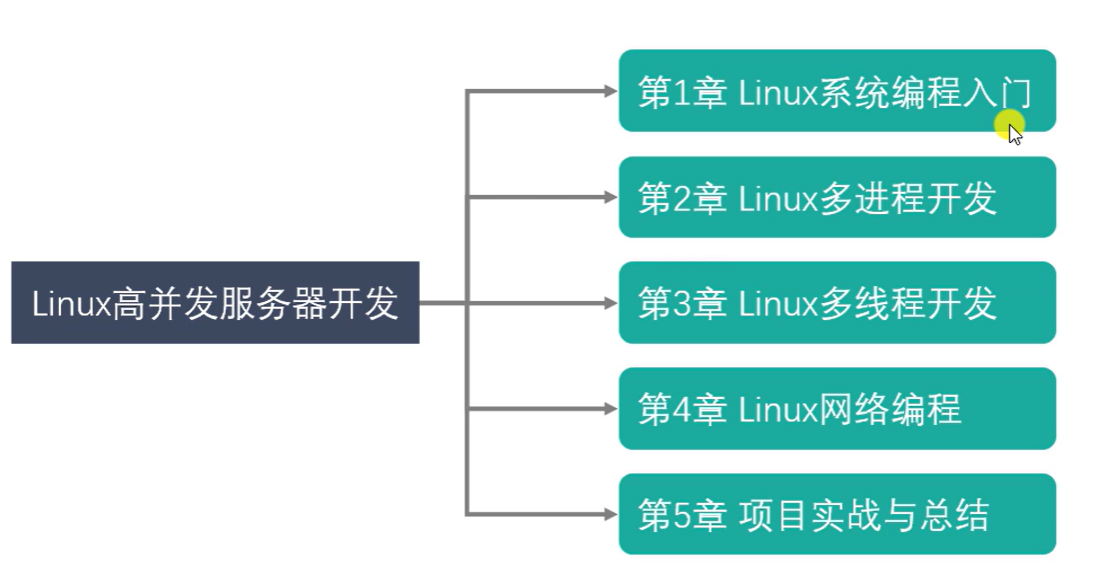 Linux高并发服务器开发
第1章 Linux系统编程入门
第2章 Linux多进程开发
第3章 Linux多线程开发
第4章 Linux网络编程
第5章 项目实战与总结